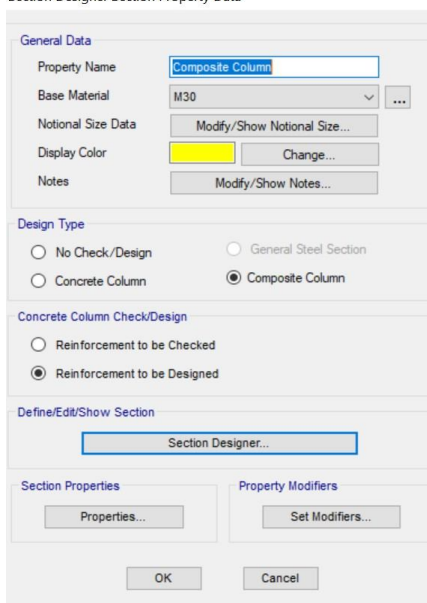 Section Designer Section Property Data
General Data
Property Name Composite Column
Base Material M30 ...
Notional Size Data Modify/Show Notional Size...
Display Color Change...
Notes Modify/Show Notes...
Design Type
No Check/Design General Steel Section
Concrete Column Composite Column
Concrete Column Check/Design
Reinforcement to be Checked
Reinforcement to be Designed
Define/Edit/Show Section
Section Designer...
Section Properties Property Modifiers
Properties... Set Modifiers...
OK Cancel